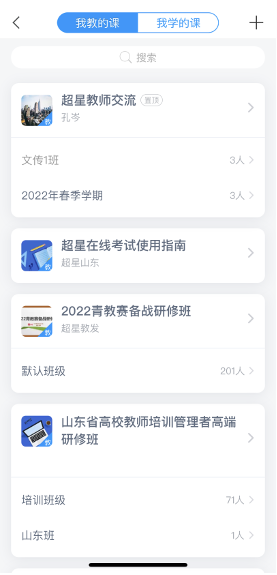 我教的课
我学的课
搜索
超星教师交流 置顶
孔岑
文传1班 3人
2022年春季学期 3人
超星在线考试使用指南
超星山东
2022青教赛备战研修班
超星教发
默认班级 201人
山东省高校教师培训管理者高端
研修班
培训班级 71人
山东班 1人